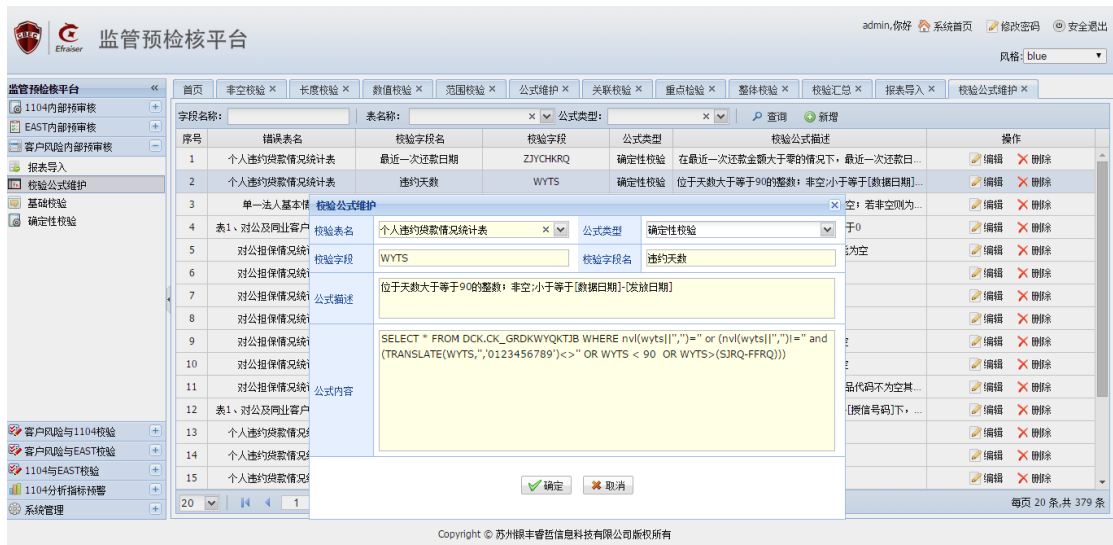 CBRC Efraiser 监管预检核平台
admin,你好 系统首页 修改密码 安全退出
风格: blue
监管预检核平台
1104内部预审核
EAST内部预审核
客户风险内部预审核
报表导入
校验公式维护
基础校验
确定性校验
客户风险与1104校验
客户风险与EAST校验
1104与EAST校验
1104分析指标预警
系统管理
首页 非空校验 × 长度校验 × 数值校验 × 范围校验 × 公式维护 × 关联校验 × 重点检验 × 整体校验 × 校验汇总 × 报表导入 × 校验公式维护 ×
字段名称: 表名称: × 公式类型: × 查询 新增
序号 错误表名 校验字段名 校验字段 公式类型 校验公式描述 操作
1 个人违约贷款情况统计表 最近一次还款日期 ZJYCHKRQ 确定性校验 在最近一次还款金额大于零的情况下，最近一次还款日... 编辑 删除
2 个人违约贷款情况统计表 违约天数 WYTS 确定性校验 位于天数大于等于90的整数；非空;小于等于[数据日期]... 编辑 删除
3 单一法人基本情 空；若非空则为... 编辑 删除
4 表1、对公及同业客户 于0 编辑 删除
5 对公担保情况统 为空 编辑 删除
6 对公担保情况统 编辑 删除
7 对公担保情况统 编辑 删除
8 对公担保情况统 编辑 删除
9 对公担保情况统 编辑 删除
10 对公担保情况统 编辑 删除
11 对公担保情况统 品代码不为空其... 编辑 删除
12 表1、对公及同业客户 [授信号码]下，... 编辑 删除
13 个人违约贷款情况 编辑 删除
14 个人违约贷款情况 编辑 删除
15 个人违约贷款情况 编辑 删除
校验公式维护 ×
校验表名 个人违约贷款情况统计表 × 公式类型 确定性校验
校验字段 WYTS 校验字段名 违约天数
公式描述
位于天数大于等于90的整数；非空;小于等于[数据日期]-[发放日期]
公式内容
SELECT * FROM DCK.CK_GRDKWYQKTJB WHERE nvl(wyts||'','')='' or (nvl(wyts||'','')!='' and
(TRANSLATE(WYTS,'','0123456789')<>'' OR WYTS < 90 OR WYTS>(SJRQ-FFRQ)))
确定 取消
20 1 每页 20 条,共 379 条
Copyright © 苏州银丰睿哲信息科技有限公司版权所有